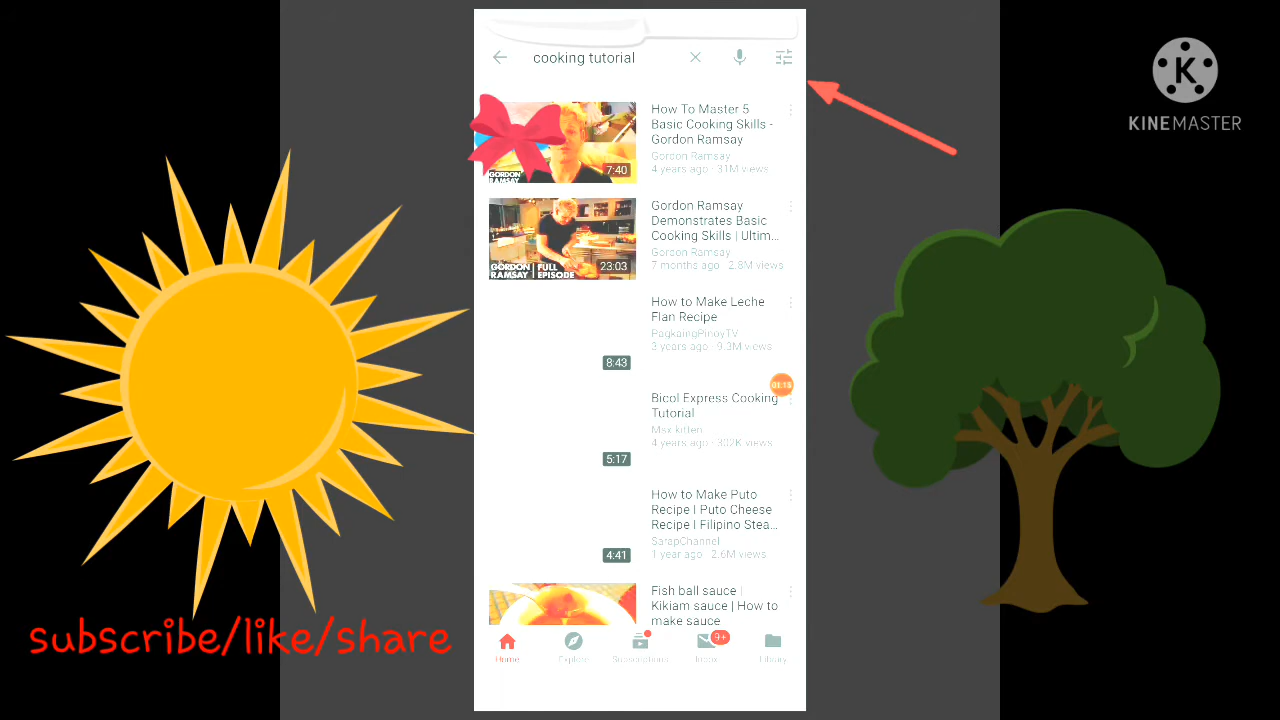 cooking tutorial
K
KINEMASTER
How To Master 5
Basic Cooking Skills -
Gordon Ramsay
Gordon Ramsay
4 years ago · 31M views
GORDON
RAMSAY
7:40
Gordon Ramsay
Demonstrates Basic
Cooking Skills | Ultim...
Gordon Ramsay
7 months ago · 2.8M views
GORDON | FULL
RAMSAY | EPISODE
23:03
How to Make Leche
Flan Recipe
PagkaingPinoyTV
3 years ago · 9.3M views
8:43
01:16
Bicol Express Cooking
Tutorial
Msx kitten
4 years ago · 302K views
5:17
How to Make Puto
Recipe l Puto Cheese
Recipe l Filipino Stea...
SarapChannel
1 year ago · 2.6M views
4:41
Fish ball sauce |
Kikiam sauce | How to
make sauce
9+
Home
Explore
Subscriptions
Inbox
Library
subscribe/like/share